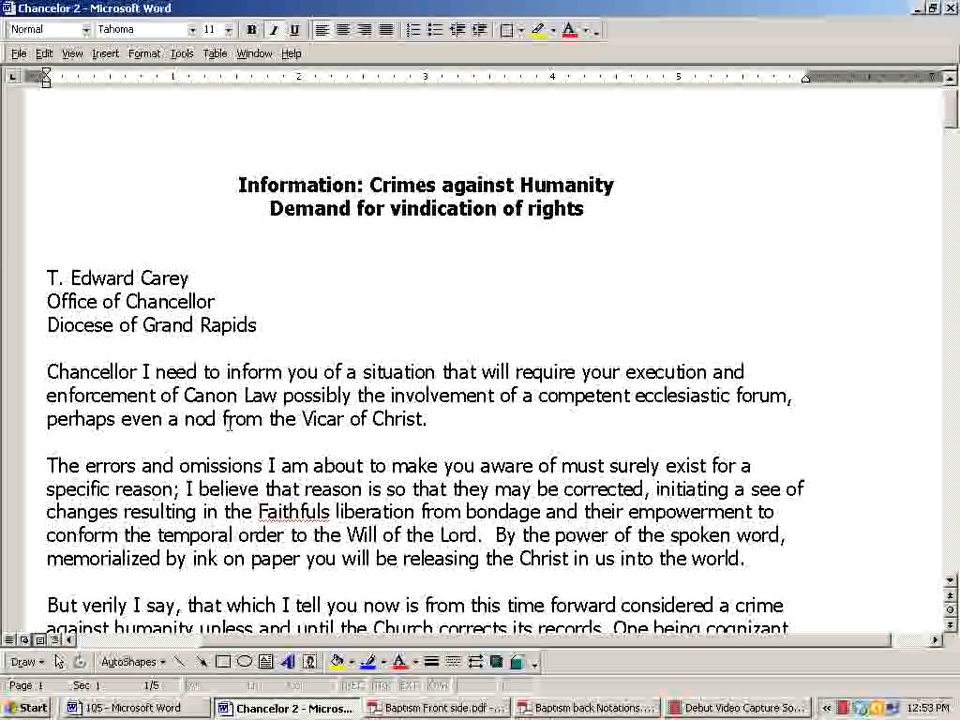 Chancelor 2 - Microsoft Word
Normal Tahoma 11 B I U
File Edit View Insert Format Tools Table Window Help
1 2 3 4 5 7
Information: Crimes against Humanity
Demand for vindication of rights
T. Edward Carey
Office of Chancellor
Diocese of Grand Rapids
Chancellor I need to inform you of a situation that will require your execution and
enforcement of Canon Law possibly the involvement of a competent ecclesiastic forum,
perhaps even a nod from the Vicar of Christ.
The errors and omissions I am about to make you aware of must surely exist for a
specific reason; I believe that reason is so that they may be corrected, initiating a see of
changes resulting in the Faithfuls liberation from bondage and their empowerment to
conform the temporal order to the Will of the Lord. By the power of the spoken word,
memorialized by ink on paper you will be releasing the Christ in us into the world.
But verily I say, that which I tell you now is from this time forward considered a crime
against humanity unless and until the Church corrects its records. One being cognizant
Draw AutoShapes
Page 1 Sec 1 1/5 REC TRK EXT OVR
Start 105 - Microsoft Word Chancelor 2 - Micros... Baptism Front side.pdf -... Baptism back Notations.... Debut Video Capture So... 12:53 PM